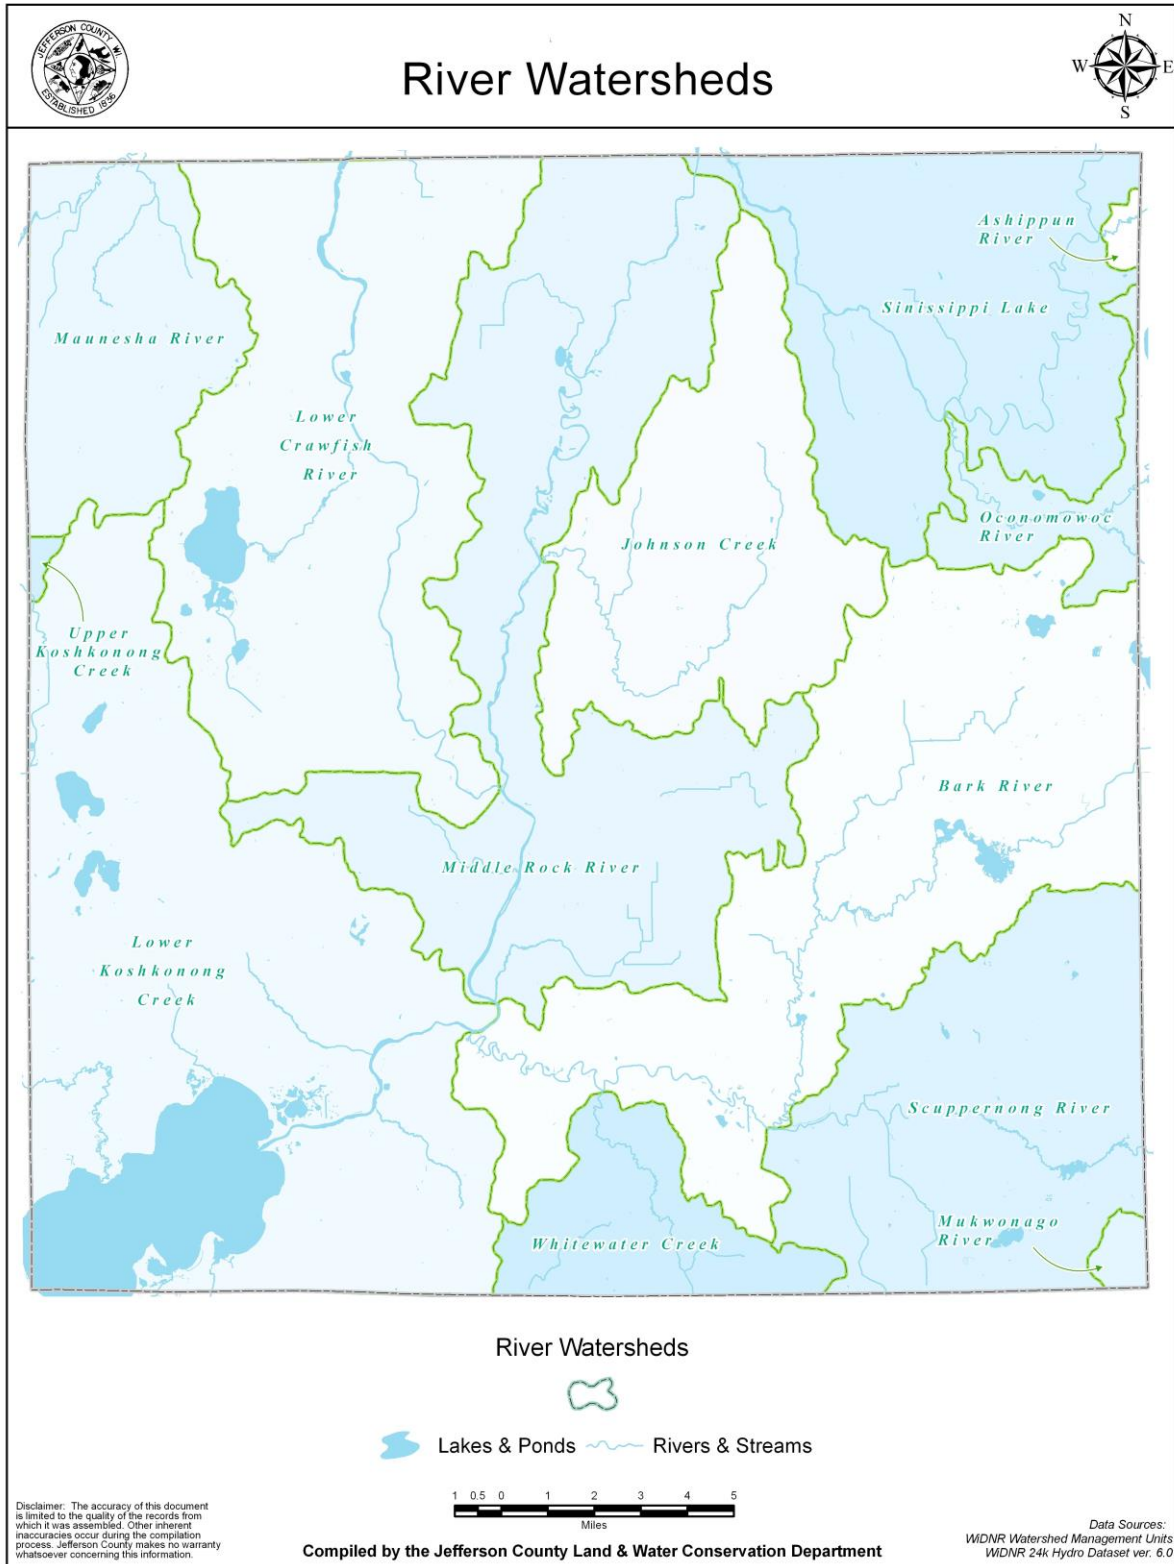 JEFFERSON COUNTY WI.
ESTABLISHED 1836
River Watersheds
N
W
E
S
Ashippun
River
Sinissippi Lake
Maunesha River
Lower
Crawfish
River
Oconomowoc
River
Johnson Creek
Upper
Koshkonong
Creek
Bark River
Middle Rock River
Lower
Koshkonong
Creek
Scuppernong River
Mukwonago
River
Whitewater Creek
River Watersheds
Lakes & Ponds
Rivers & Streams
1 0.5 0 1 2 3 4 5
Miles
Disclaimer: The accuracy of this document
is limited to the quality of the records from
which it was assembled. Other inherent
inaccuracies occur during the compilation
process. Jefferson County makes no warranty
whatsoever concerning this information.
Compiled by the Jefferson County Land & Water Conservation Department
Data Sources:
WiDNR Watershed Management Units
WiDNR 24k Hydro Dataset ver. 6.0